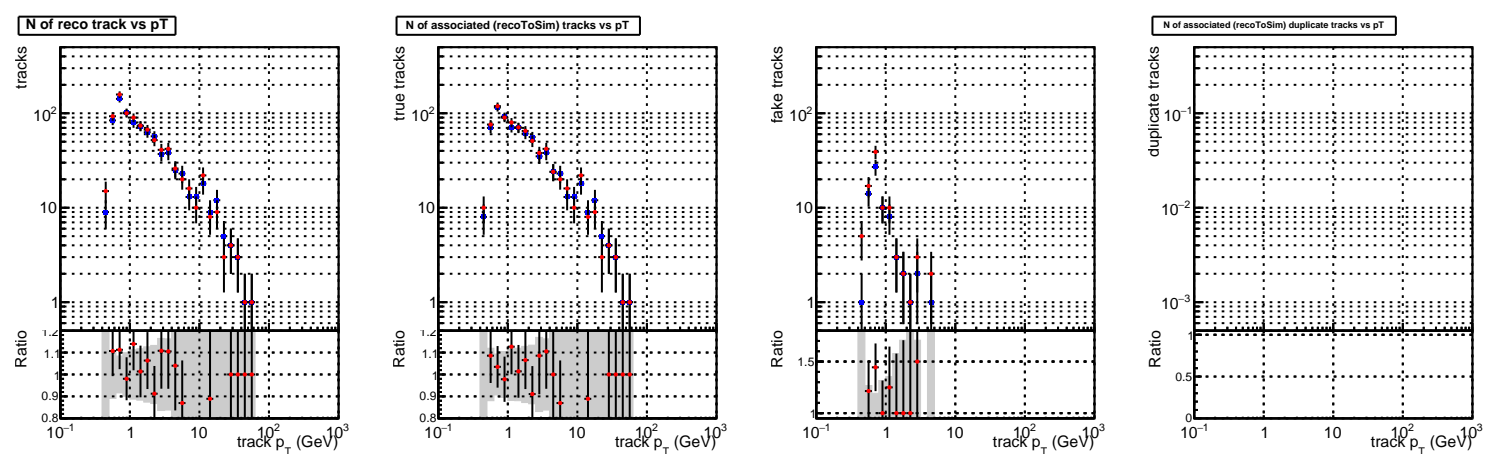 N of reco track vs pT
tracks
10²
10
1
Ratio
1.2
1.1
1
0.9
0.8
10⁻¹ 1 10 10² 10³
track p_T (GeV)
N of associated (recoToSim) tracks vs pT
true tracks
10²
10
1
Ratio
1.2
1.1
1
0.9
0.8
10⁻¹ 1 10 10² 10³
track p_T (GeV)
fake tracks
10²
10
1
Ratio
1.5
1
10⁻¹ 1 10 10² 10³
track p_T (GeV)
N of associated (recoToSim) duplicate tracks vs pT
duplicate tracks
10⁻¹
10⁻²
10⁻³
Ratio
1
0.5
0
10⁻¹ 1 10 10² 10³
track p_T (GeV)